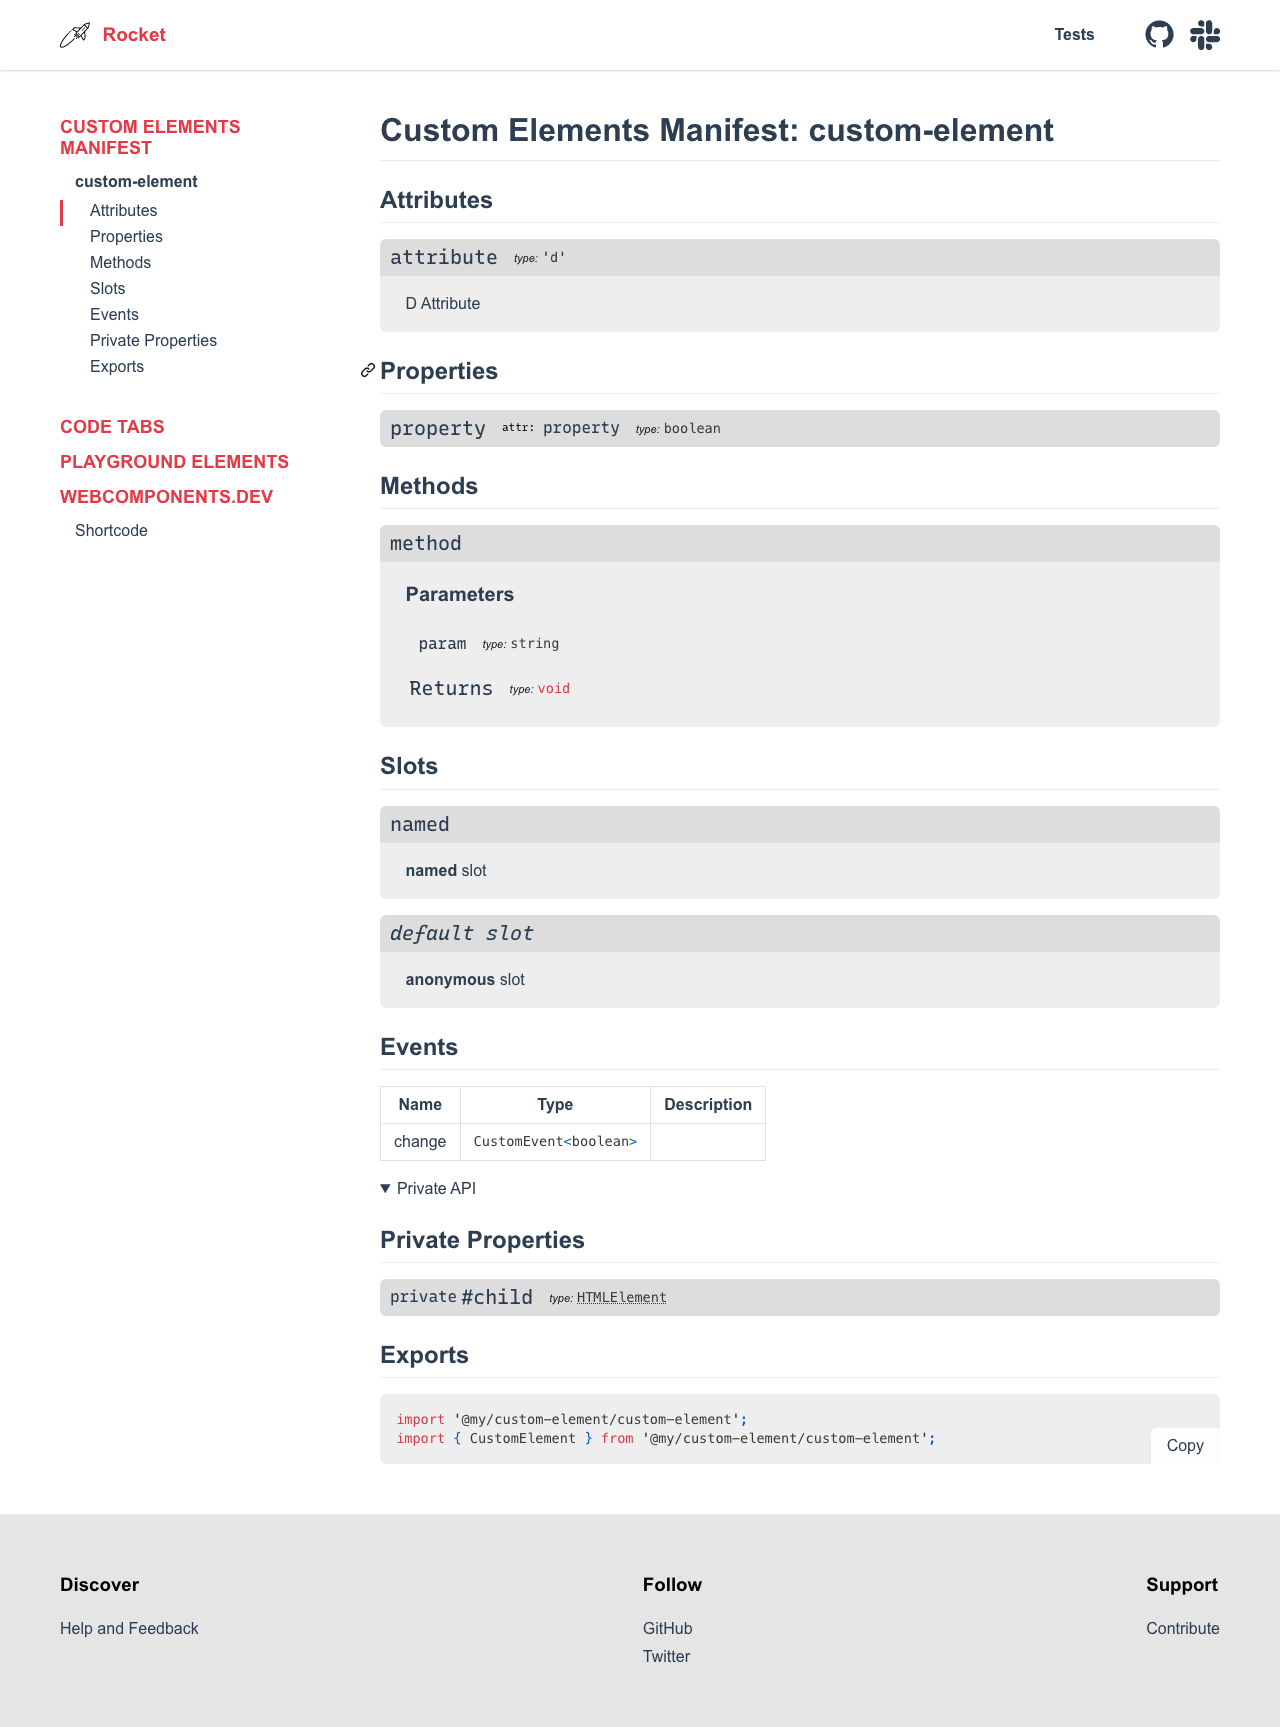 Rocket
Tests
CUSTOM ELEMENTS
MANIFEST
custom-element
Attributes
Properties
Methods
Slots
Events
Private Properties
Exports
CODE TABS
PLAYGROUND ELEMENTS
WEBCOMPONENTS.DEV
Shortcode
Custom Elements Manifest: custom-element
Attributes
attribute type: 'd'
D Attribute
Properties
property attr: property type: boolean
Methods
method
Parameters
param type: string
Returns type: void
Slots
named
named slot
default slot
anonymous slot
Events
Name Type Description
change CustomEvent<boolean>
Private API
Private Properties
private #child type: HTMLElement
Exports
import '@my/custom-element/custom-element';
import { CustomElement } from '@my/custom-element/custom-element';
Copy
Discover
Help and Feedback
Follow
GitHub
Twitter
Support
Contribute